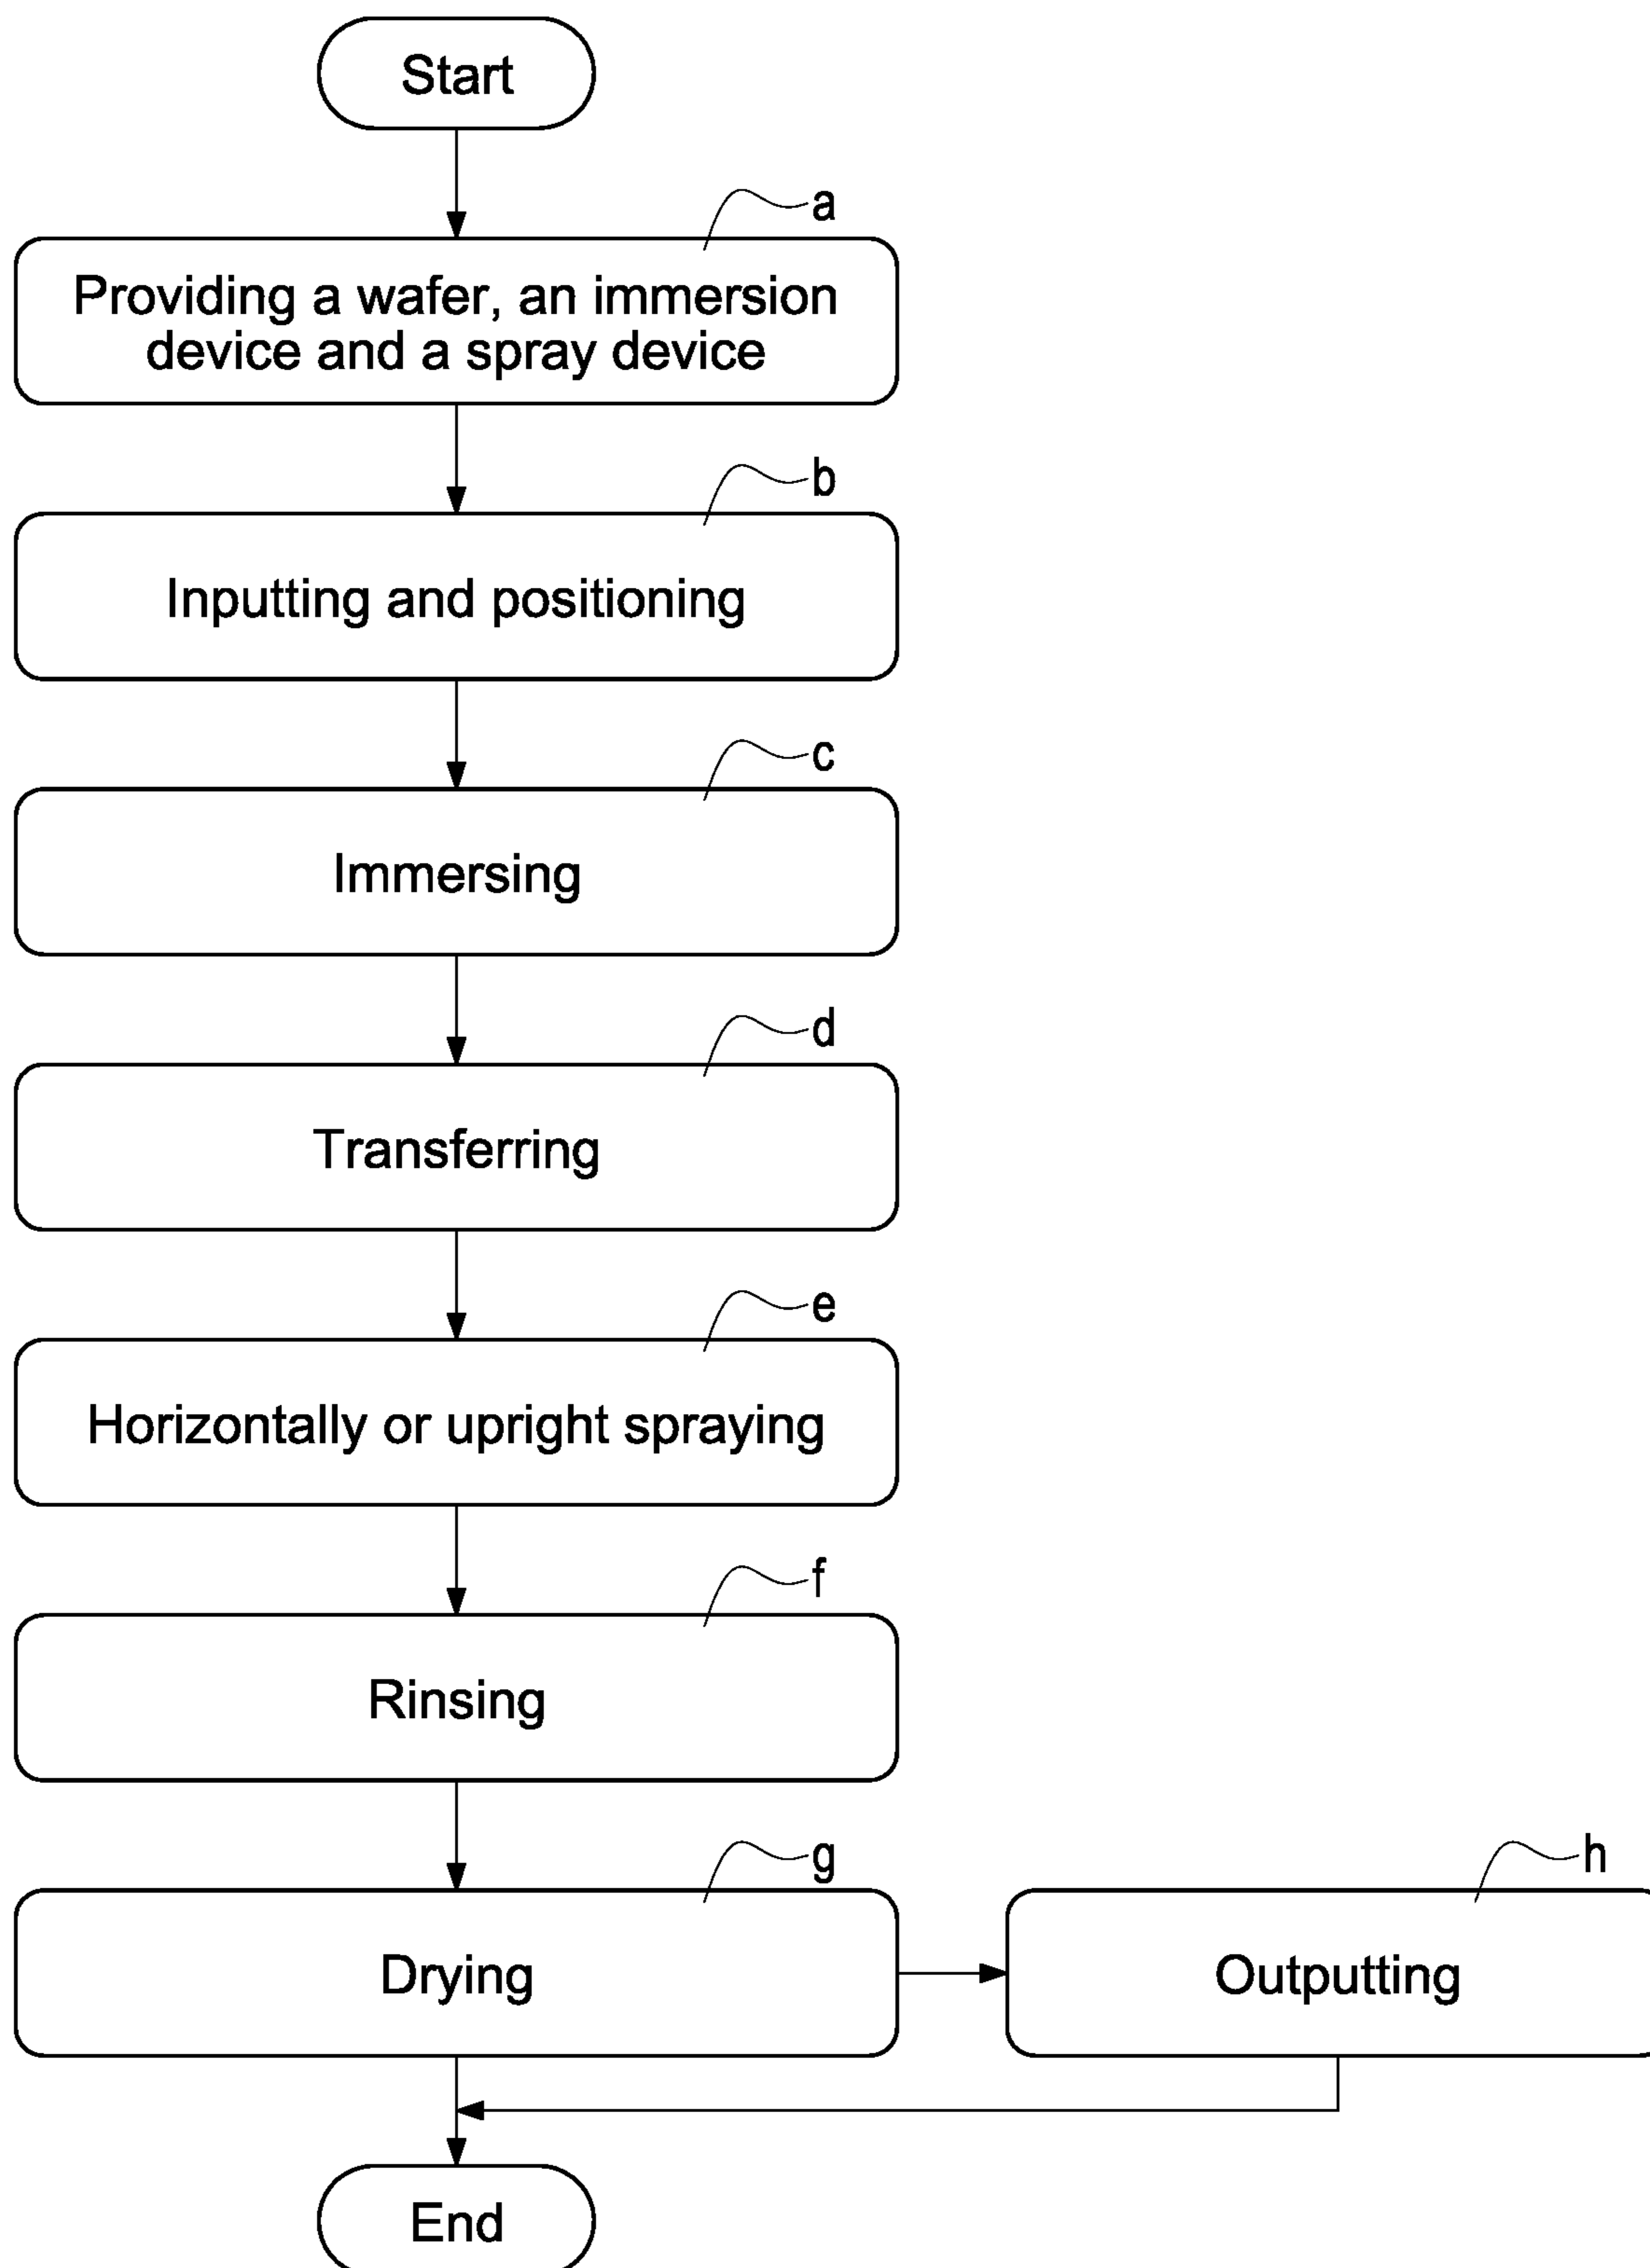 Start
a
Providing a wafer, an immersion
device and a spray device
b
Inputting and positioning
c
Immersing
d
Transferring
e
Horizontally or upright spraying
f
Rinsing
g
Drying
h
Outputting
End